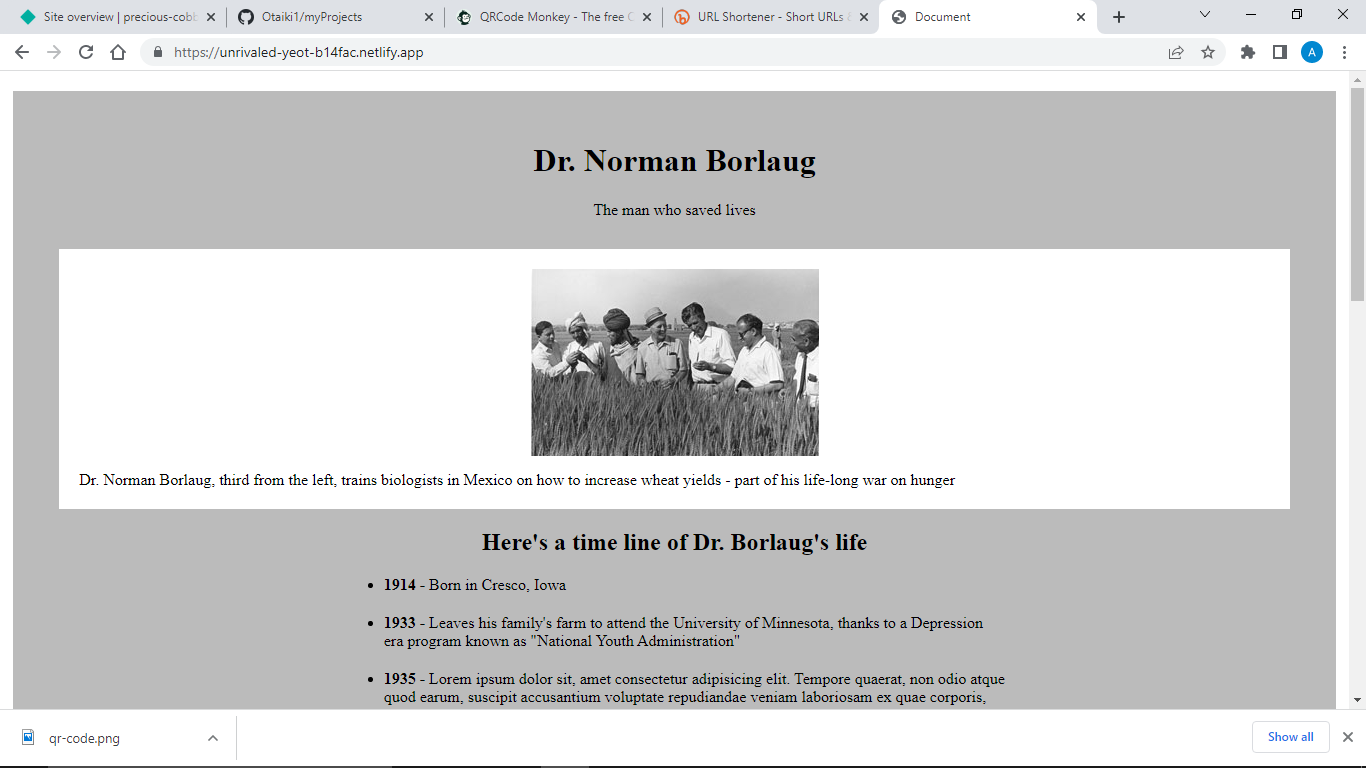 Site overview | precious-cobb
Otaiki1/myProjects
QRCode Monkey - The free C
URL Shortener - Short URLs &
Document
https://unrivaled-yeot-b14fac.netlify.app
A
Dr. Norman Borlaug
The man who saved lives
Dr. Norman Borlaug, third from the left, trains biologists in Mexico on how to increase wheat yields - part of his life-long war on hunger
Here's a time line of Dr. Borlaug's life
1914 - Born in Cresco, Iowa
1933 - Leaves his family's farm to attend the University of Minnesota, thanks to a Depression
era program known as "National Youth Administration"
1935 - Lorem ipsum dolor sit, amet consectetur adipisicing elit. Tempore quaerat, non odio atque
quod earum, suscipit accusantium voluptate repudiandae veniam laboriosam ex quae corporis,
qr-code.png
Show all